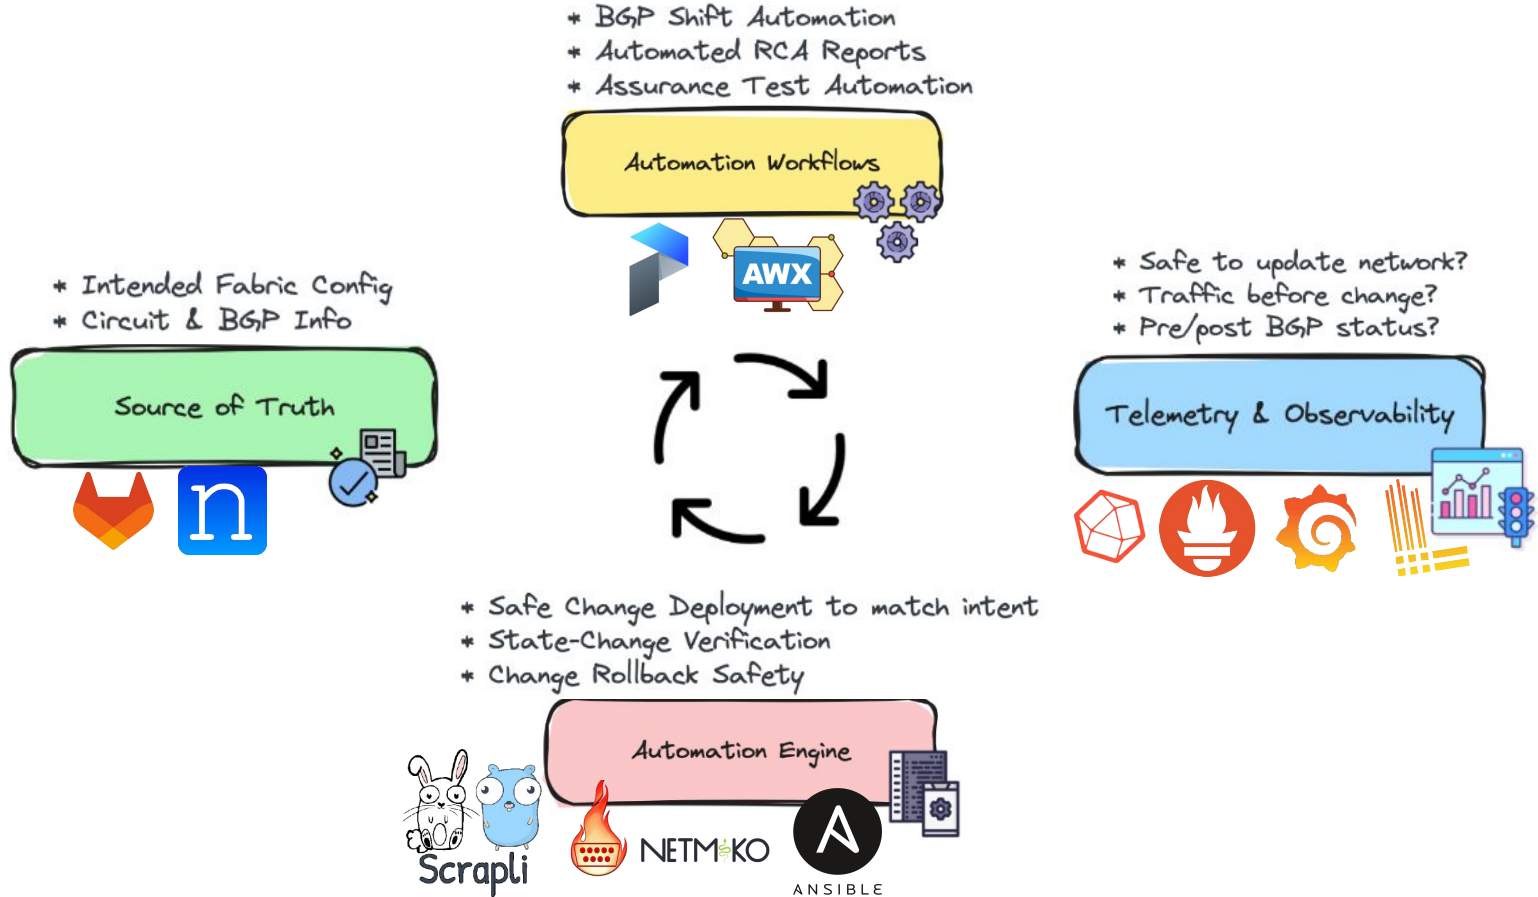 * BGP Shift Automation
* Automated RCA Reports
* Assurance Test Automation
Automation Workflows
AWX
* Intended Fabric Config
* Circuit & BGP Info
Source of Truth
n
* Safe to update network?
* Traffic before change?
* Pre/post BGP status?
Telemetry & Observability
* Safe Change Deployment to match intent
* State-Change Verification
* Change Rollback Safety
Automation Engine
Scrapli
NETMIKO
A
ANSIBLE